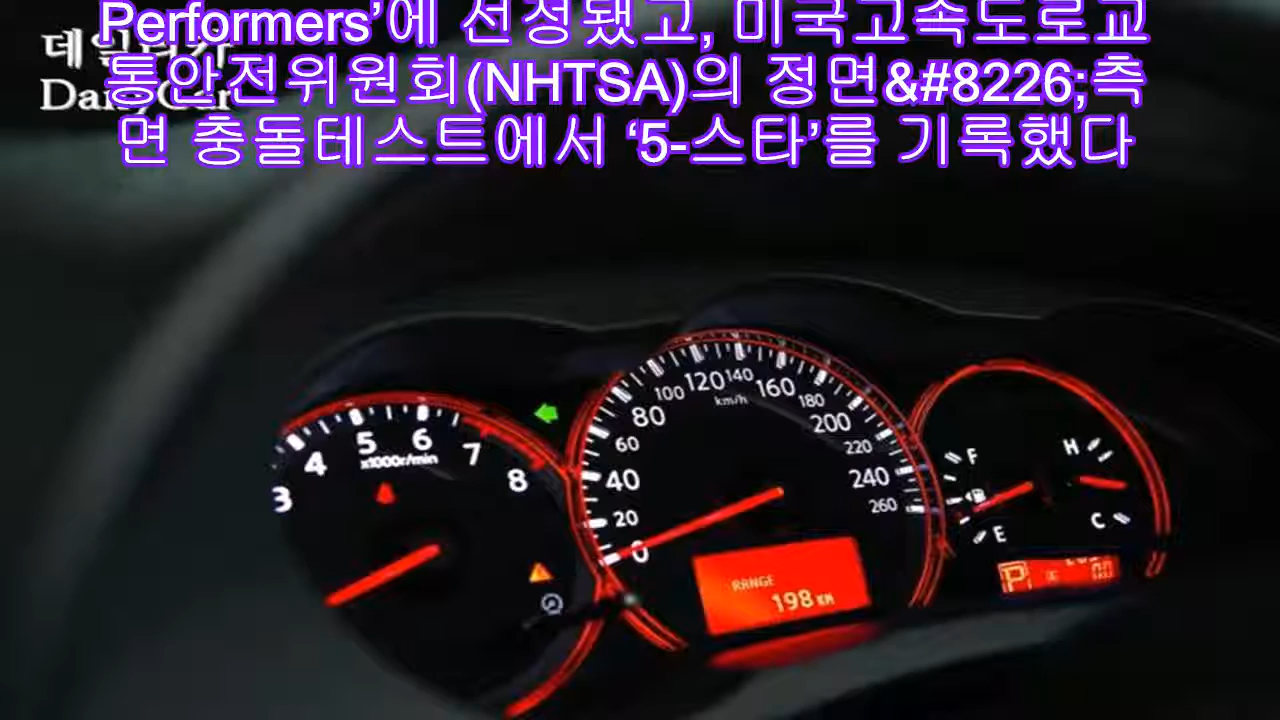 Performers’에 선정됐고, 미국고속도로교
통안전위원회(NHTSA)의 정면&#8226;측
면 충돌테스트에서 ‘5-스타’를 기록했다
데일리카
DailyCar
3
4
5
6
7
8
x1000r/min
0
20
40
60
80
100
120
140
160
180
200
220
240
260
km/h
RANGE
198 KM
F
E
H
C
P
0.0